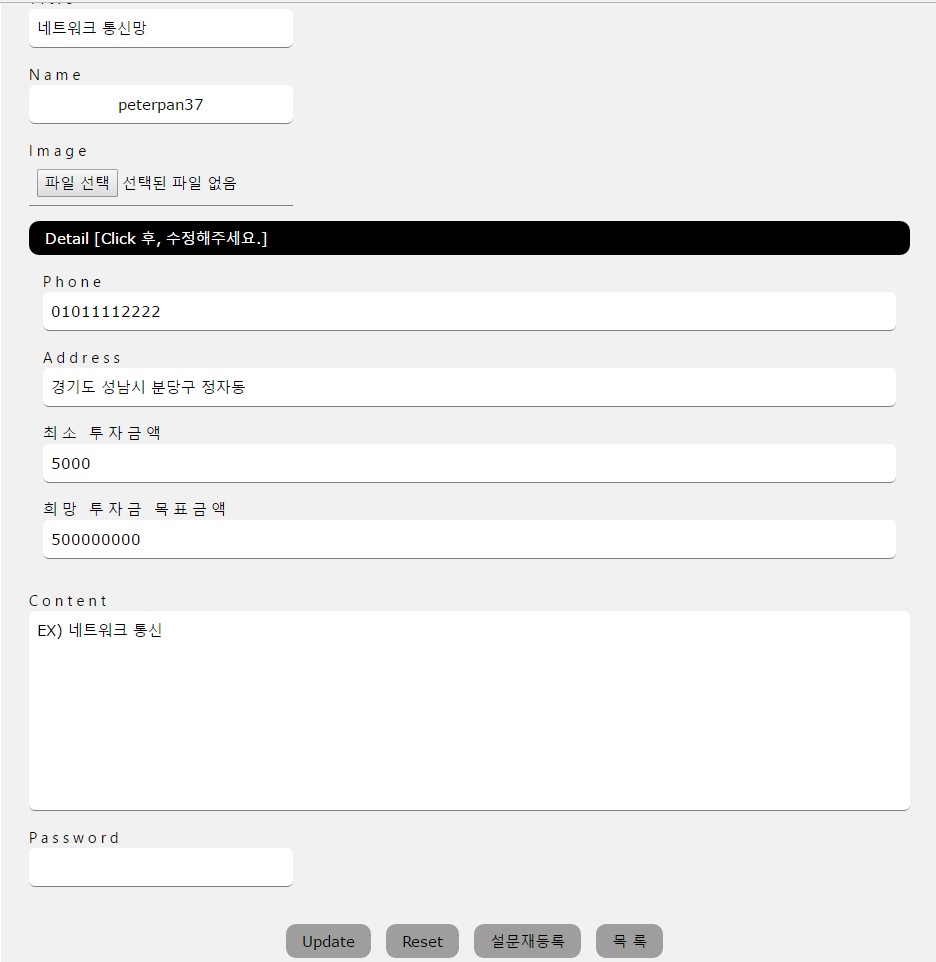 네트워크 통신망
Name
peterpan37
Image
파일 선택 선택된 파일 없음
Detail [Click 후, 수정해주세요.]
Phone
01011112222
Address
경기도 성남시 분당구 정자동
최소 투자금액
5000
희망 투자금 목표금액
500000000
Content
EX) 네트워크 통신
Password
Update Reset 설문재등록 목 록